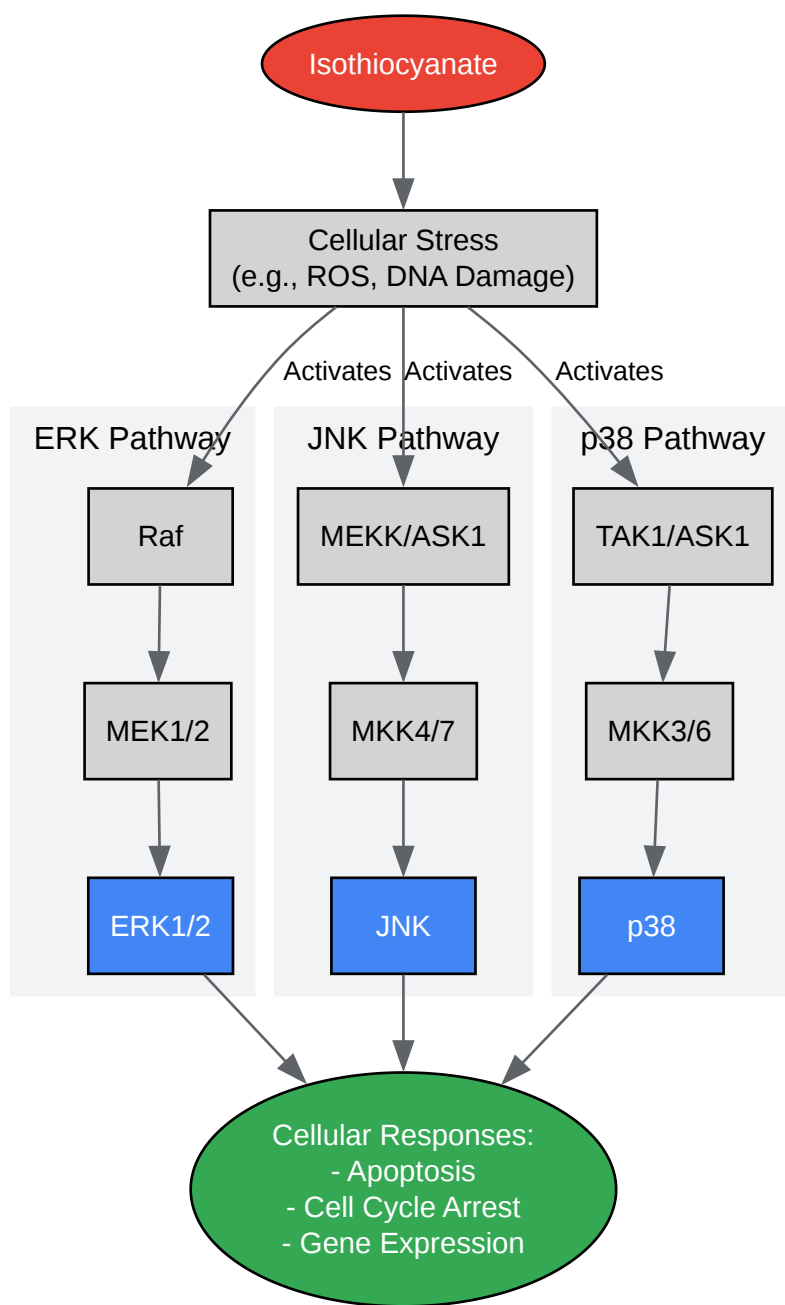 Isothiocyanate
Cellular Stress
(e.g., ROS, DNA Damage)
Activates
Activates
Activates
ERK Pathway
JNK Pathway
p38 Pathway
Raf
MEKK/ASK1
TAK1/ASK1
MEK1/2
MKK4/7
MKK3/6
ERK1/2
JNK
p38
Cellular Responses:
- Apoptosis
- Cell Cycle Arrest
- Gene Expression